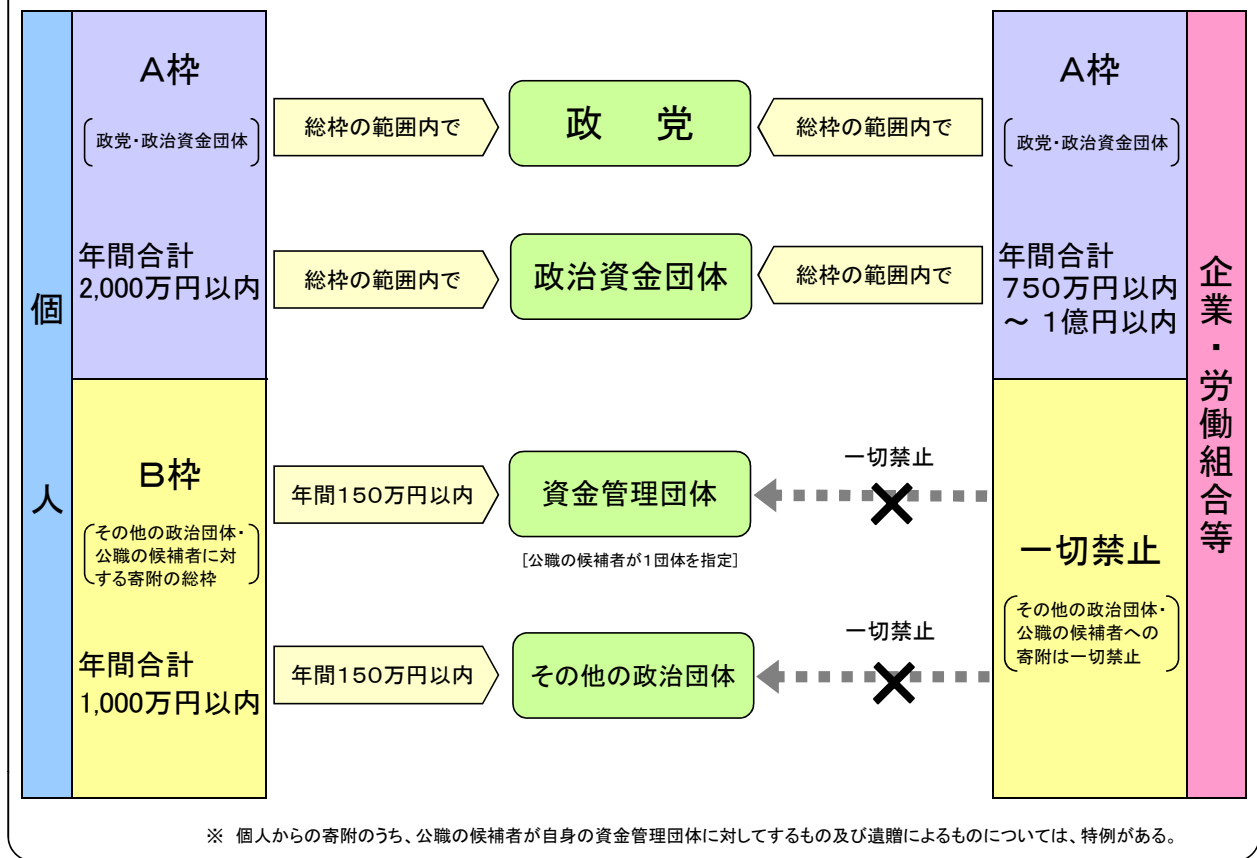 個人
A枠
政党・政治資金団体
年間合計
2,000万円以内
B枠
その他の政治団体・
公職の候補者に対
する寄附の総枠
年間合計
1,000万円以内
総枠の範囲内で
政 党
総枠の範囲内で
総枠の範囲内で
政治資金団体
総枠の範囲内で
年間150万円以内
資金管理団体
[公職の候補者が1団体を指定]
一切禁止
年間150万円以内
その他の政治団体
一切禁止
A枠
政党・政治資金団体
年間合計
750万円以内
～ 1億円以内
一切禁止
その他の政治団体・
公職の候補者への
寄附は一切禁止
企業・労働組合等
※ 個人からの寄附のうち、公職の候補者が自身の資金管理団体に対してするもの及び遺贈によるものについては、特例がある。